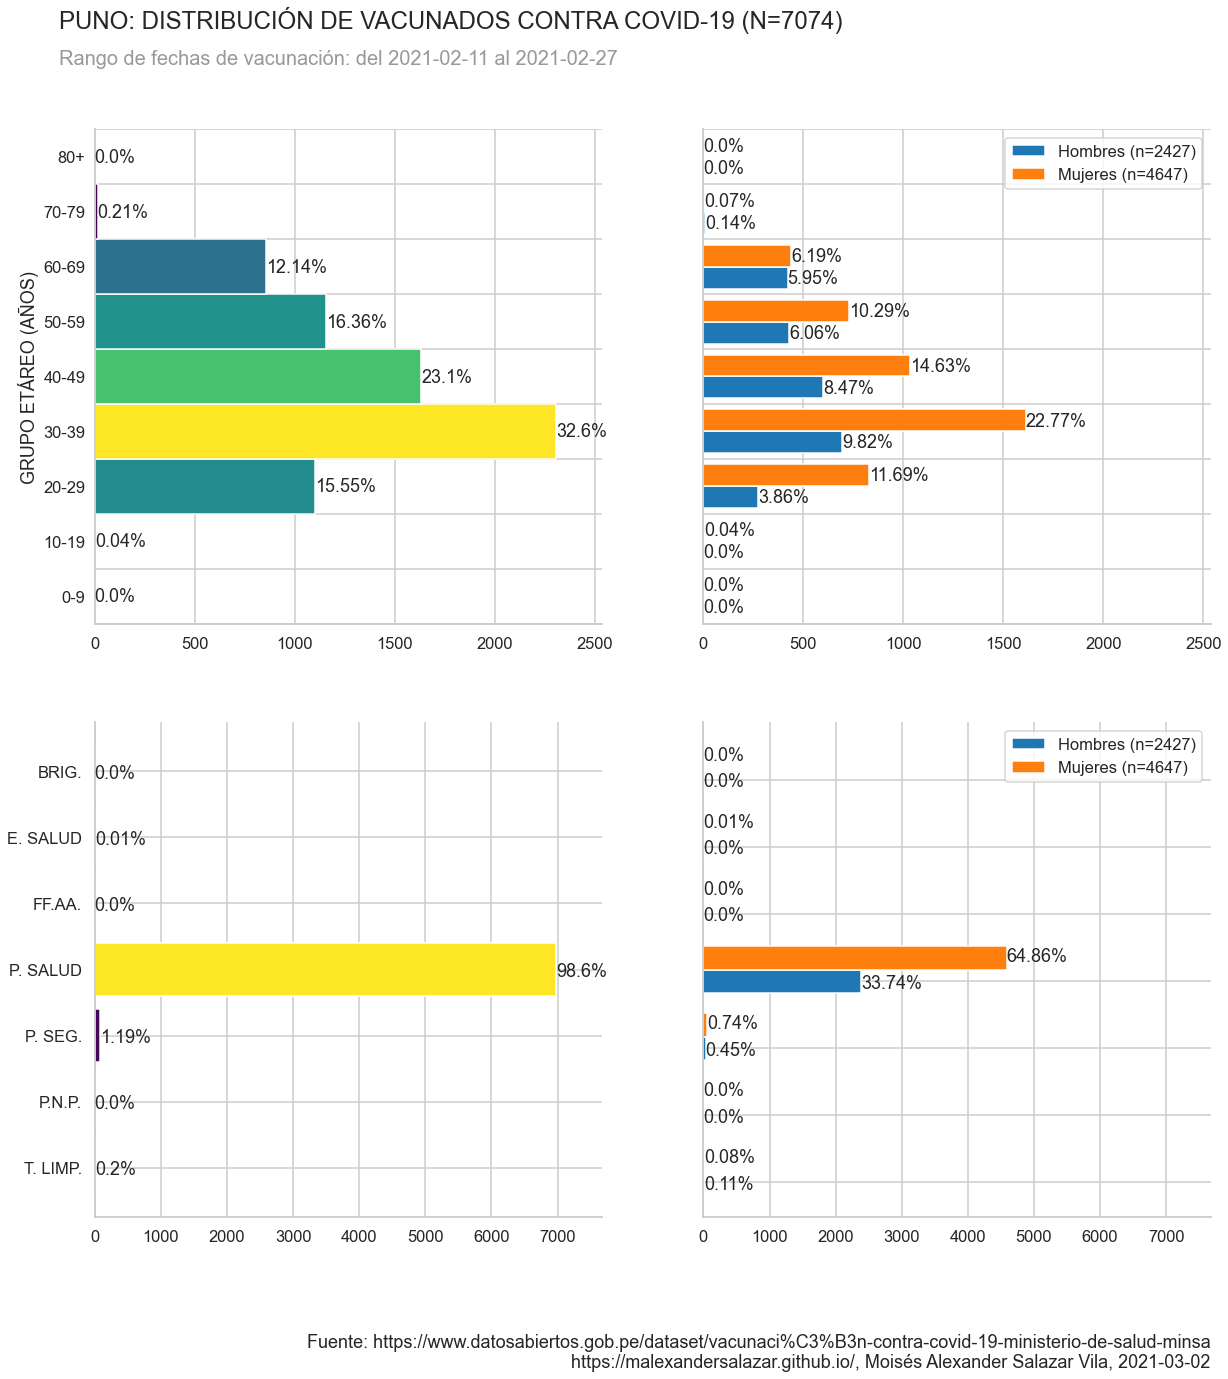 PUNO: DISTRIBUCIÓN DE VACUNADOS CONTRA COVID-19 (N=7074)
Rango de fechas de vacunación: del 2021-02-11 al 2021-02-27
GRUPO ETÁREO (AÑOS)
80+ 0.0%
70-79 0.21%
60-69 12.14%
50-59 16.36%
40-49 23.1%
30-39 32.6%
20-29 15.55%
10-19 0.04%
0-9 0.0%
0 500 1000 1500 2000 2500
Hombres (n=2427)
Mujeres (n=4647)
0.0%
0.0%
0.07%
0.14%
6.19%
5.95%
10.29%
6.06%
14.63%
8.47%
22.77%
9.82%
11.69%
3.86%
0.04%
0.0%
0.0%
0.0%
0 500 1000 1500 2000 2500
BRIG. 0.0%
E. SALUD 0.01%
FF.AA. 0.0%
P. SALUD 98.6%
P. SEG. 1.19%
P.N.P. 0.0%
T. LIMP. 0.2%
0 1000 2000 3000 4000 5000 6000 7000
Hombres (n=2427)
Mujeres (n=4647)
0.0%
0.0%
0.01%
0.0%
0.0%
0.0%
64.86%
33.74%
0.74%
0.45%
0.0%
0.0%
0.08%
0.11%
0 1000 2000 3000 4000 5000 6000 7000
Fuente: https://www.datosabiertos.gob.pe/dataset/vacunaci%C3%B3n-contra-covid-19-ministerio-de-salud-minsa
https://malexandersalazar.github.io/, Moisés Alexander Salazar Vila, 2021-03-02